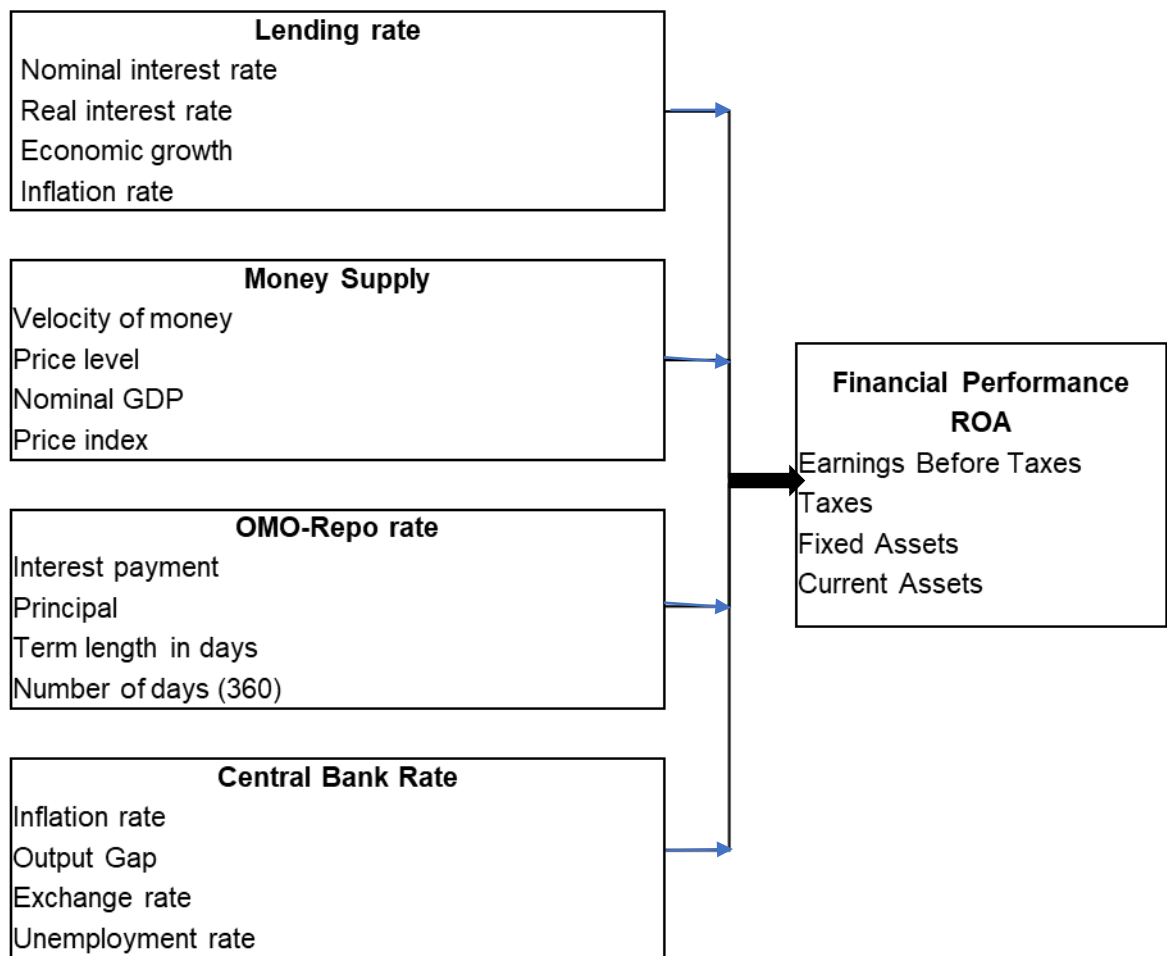 Lending rate
Nominal interest rate
Real interest rate
Economic growth
Inflation rate
Money Supply
Velocity of money
Price level
Nominal GDP
Price index
OMO-Repo rate
Interest payment
Principal
Term length in days
Number of days (360)
Central Bank Rate
Inflation rate
Output Gap
Exchange rate
Unemployment rate
Financial Performance
ROA
Earnings Before Taxes
Taxes
Fixed Assets
Current Assets